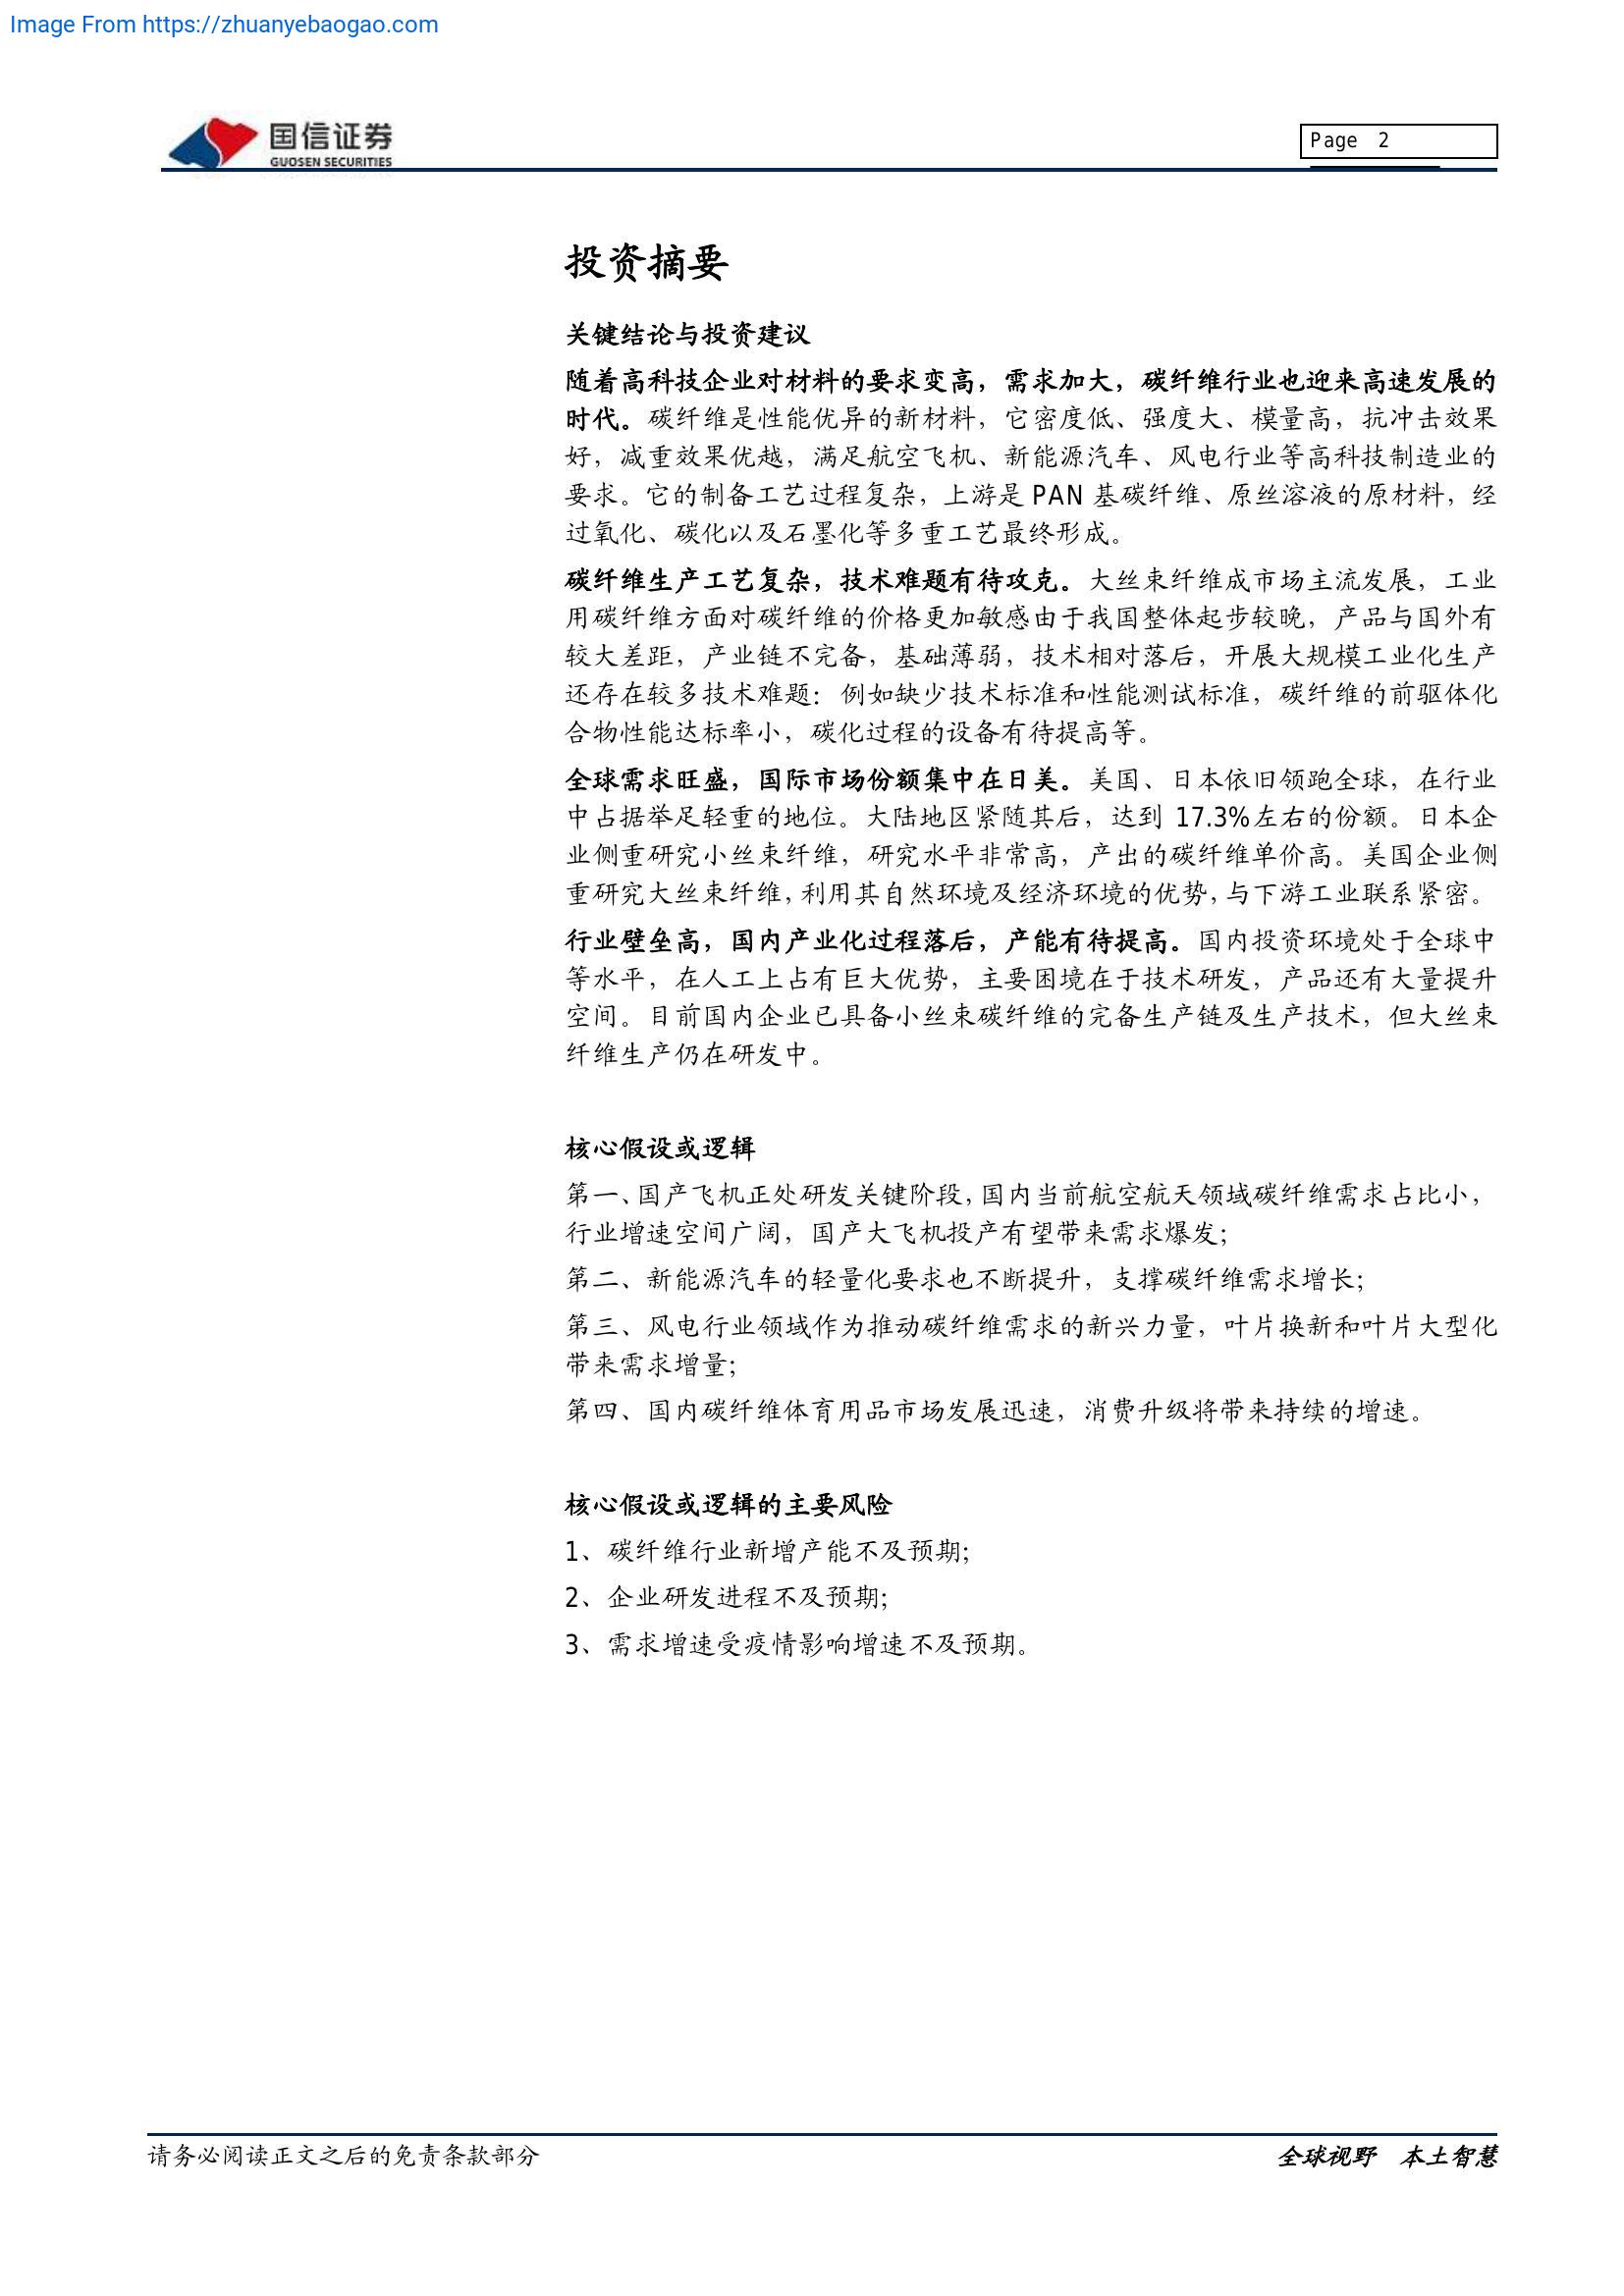 Image From https://zhuanyebaogao.com
国信证券
GUOSEN SECURITIES
Page 2
投资摘要
关键结论与投资建议
随着高科技企业对材料的要求变高，需求加大，碳纤维行业也迎来高速发展的
时代。碳纤维是性能优异的新材料，它密度低、强度大、模量高，抗冲击效果
好，减重效果优越，满足航空飞机、新能源汽车、风电行业等高科技制造业的
要求。它的制备工艺过程复杂，上游是 PAN 基碳纤维、原丝溶液的原材料，经
过氧化、碳化以及石墨化等多重工艺最终形成。
碳纤维生产工艺复杂，技术难题有待攻克。大丝束纤维成市场主流发展，工业
用碳纤维方面对碳纤维的价格更加敏感由于我国整体起步较晚，产品与国外有
较大差距，产业链不完备，基础薄弱，技术相对落后，开展大规模工业化生产
还存在较多技术难题：例如缺少技术标准和性能测试标准，碳纤维的前驱体化
合物性能达标率小，碳化过程的设备有待提高等。
全球需求旺盛，国际市场份额集中在日美。美国、日本依旧领跑全球，在行业
中占据举足轻重的地位。大陆地区紧随其后，达到 17.3%左右的份额。日本企
业侧重研究小丝束纤维，研究水平非常高，产出的碳纤维单价高。美国企业侧
重研究大丝束纤维，利用其自然环境及经济环境的优势，与下游工业联系紧密。
行业壁垒高，国内产业化过程落后，产能有待提高。国内投资环境处于全球中
等水平，在人工上占有巨大优势，主要困境在于技术研发，产品还有大量提升
空间。目前国内企业已具备小丝束碳纤维的完备生产链及生产技术，但大丝束
纤维生产仍在研发中。
核心假设或逻辑
第一、国产飞机正处研发关键阶段，国内当前航空航天领域碳纤维需求占比小，
行业增速空间广阔，国产大飞机投产有望带来需求爆发；
第二、新能源汽车的轻量化要求也不断提升，支撑碳纤维需求增长；
第三、风电行业领域作为推动碳纤维需求的新兴力量，叶片换新和叶片大型化
带来需求增量；
第四、国内碳纤维体育用品市场发展迅速，消费升级将带来持续的增速。
核心假设或逻辑的主要风险
1、碳纤维行业新增产能不及预期；
2、企业研发进程不及预期；
3、需求增速受疫情影响增速不及预期。
请务必阅读正文之后的免责条款部分
全球视野 本土智慧